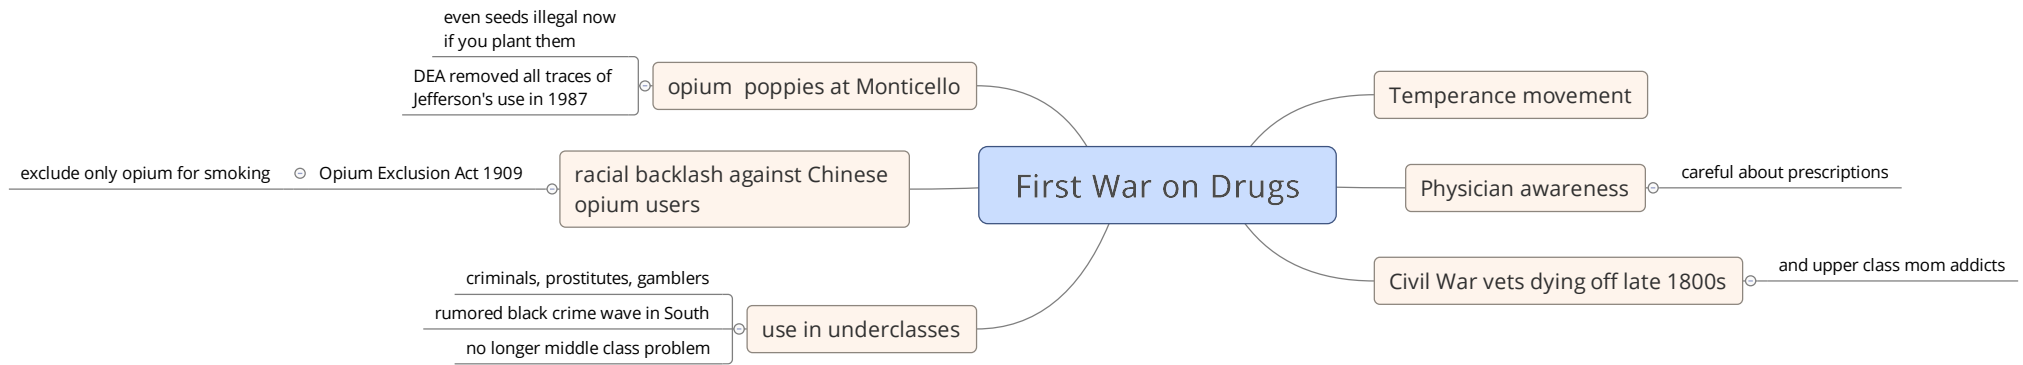 First War on Drugs
Temperance movement
Physician awareness
careful about prescriptions
Civil War vets dying off late 1800s
and upper class mom addicts
opium  poppies at Monticello
even seeds illegal now
if you plant them
DEA removed all traces of
Jefferson's use in 1987
racial backlash against Chinese
opium users
Opium Exclusion Act 1909
exclude only opium for smoking
use in underclasses
criminals, prostitutes, gamblers
rumored black crime wave in South
no longer middle class problem